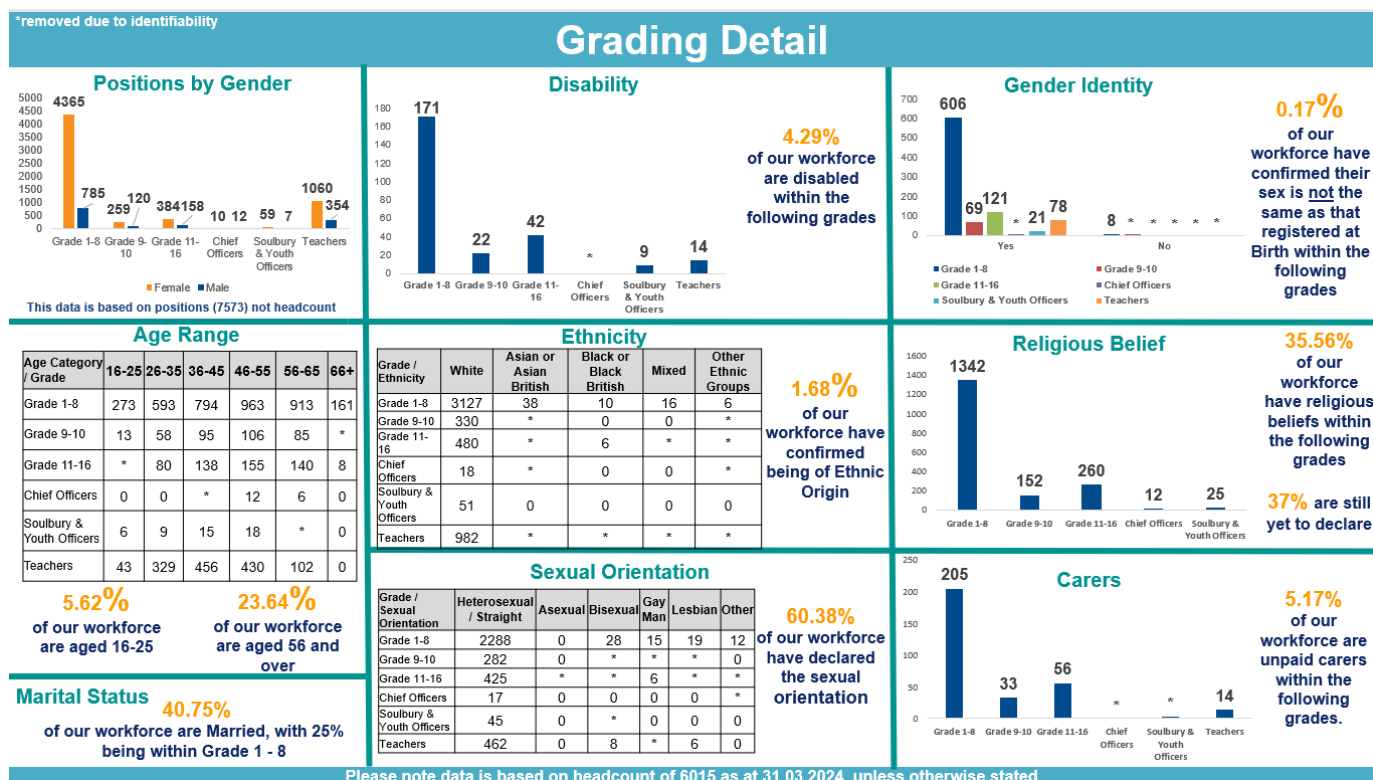 *removed due to identifiability
Grading Detail
Positions by Gender
5000
4500
4000
3500
3000
2500
2000
1500
1000
500
0
4365
785
259
120
384
158
10
12
59
7
1060
354
Grade 1-8
Grade 9-
10
Grade 11-
16
Chief
Officers
Soulbury
& Youth
Officers
Teachers
Female
Male
This data is based on positions (7573) not headcount
Disability
180
160
140
120
100
80
60
40
20
0
171
22
42
*
9
14
Grade 1-8
Grade 9-10
Grade 11-
16
Chief
Officers
Soulbury
& Youth
Officers
Teachers
4.29%
of our workforce
are disabled
within the
following grades
Gender Identity
700
600
500
400
300
200
100
0
606
69
121
*
21
78
8
*
*
*
*
*
Yes
No
Grade 1-8
Grade 9-10
Grade 11-16
Chief Officers
Soulbury & Youth Officers
Teachers
0.17%
of our
workforce have
confirmed their
sex is not the
same as that
registered at
Birth within the
following
grades
Age Range
Age Category / Grade 16-25 26-35 36-45 46-55 56-65 66+
Grade 1-8 273 593 794 963 913 161
Grade 9-10 13 58 95 106 85 *
Grade 11-16 * 80 138 155 140 8
Chief Officers 0 0 * 12 6 0
Soulbury & Youth Officers 6 9 15 18 * 0
Teachers 43 329 456 430 102 0
5.62%
of our workforce
are aged 16-25
23.64%
of our workforce
are aged 56 and
over
Marital Status
40.75%
of our workforce are Married, with 25%
being within Grade 1 - 8
Ethnicity
Grade / Ethnicity White Asian or Asian British Black or Black British Mixed Other Ethnic Groups
Grade 1-8 3127 38 10 16 6
Grade 9-10 330 * 0 0 *
Grade 11-16 480 * 6 * *
Chief Officers 18 * 0 0 *
Soulbury & Youth Officers 51 0 0 0 0
Teachers 982 * * * *
1.68%
of our
workforce have
confirmed
being of Ethnic
Origin
Sexual Orientation
Grade / Sexual Orientation Heterosexual / Straight Asexual Bisexual Gay Man Lesbian Other
Grade 1-8 2288 0 28 15 19 12
Grade 9-10 282 0 * * * 0
Grade 11-16 425 * * 6 * *
Chief Officers 17 0 0 0 0 *
Soulbury & Youth Officers 45 0 * 0 0 0
Teachers 462 0 8 * 6 0
60.38%
of our workforce
have declared
the sexual
orientation
Religious Belief
1600
1400
1200
1000
800
600
400
200
0
1342
152
260
12
25
Grade 1-8
Grade 9-10
Grade 11-16
Chief Officers
Soulbury &
Youth Officers
35.56%
of our
workforce
have religious
beliefs within
the following
grades
37% are still
yet to declare
Carers
250
200
150
100
50
0
205
33
56
*
*
14
Grade 1-8
Grade 9-10
Grade 11-16
Chief
Officers
Soulbury &
Youth
Officers
Teachers
5.17%
of our
workforce are
unpaid carers
within the
following
grades.
Please note data is based on headcount of 6015 as at 31.03.2024, unless otherwise stated